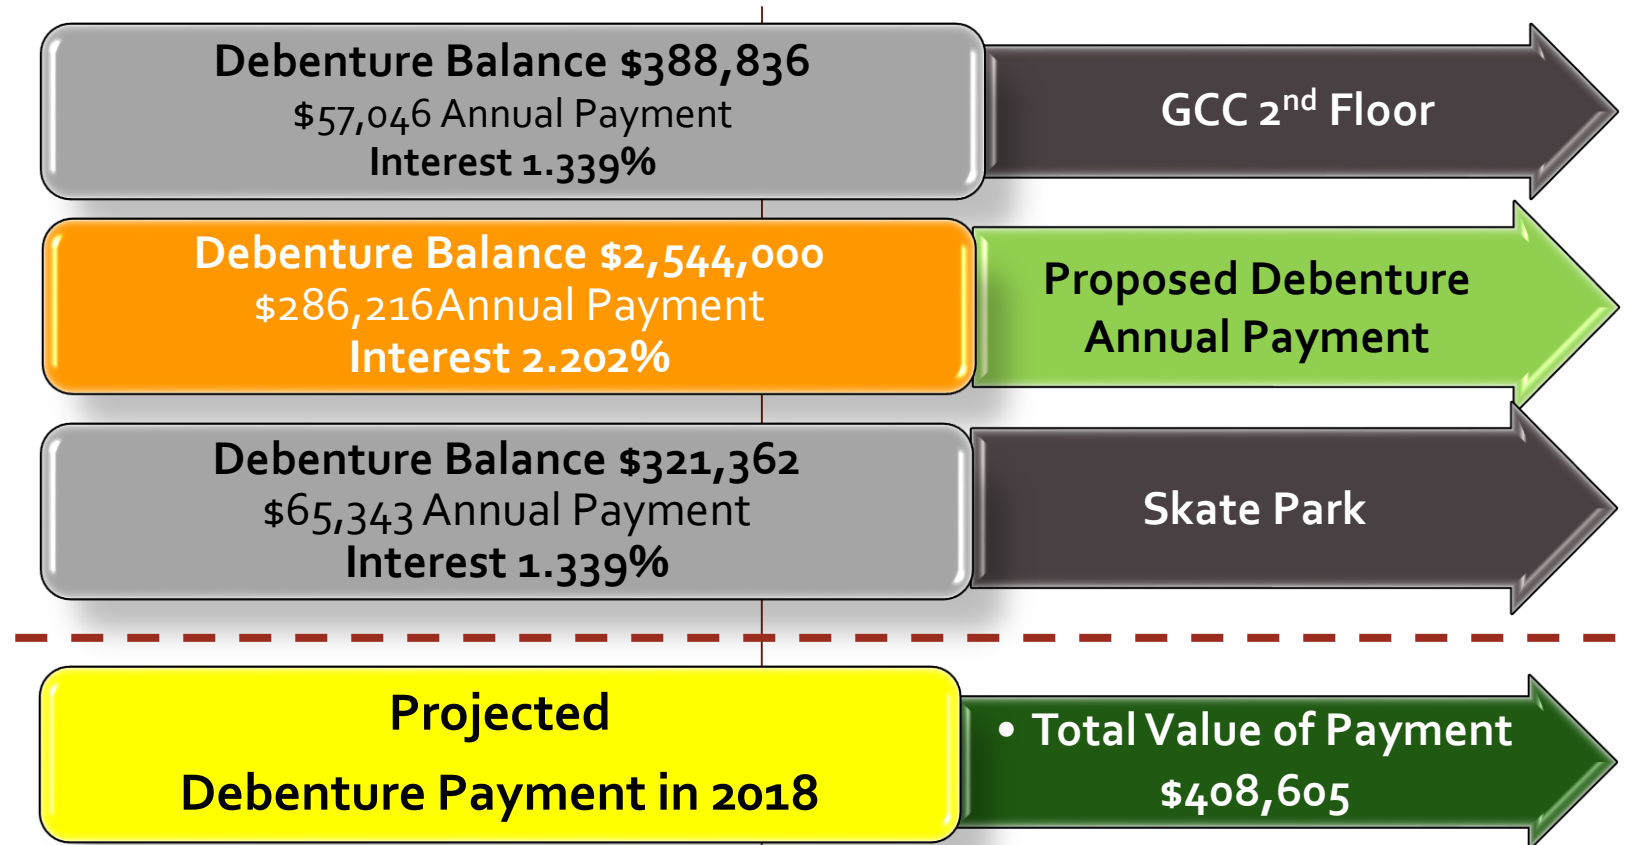 Debenture Balance $388,836
$57,046 Annual Payment
Interest 1.339%
GCC 2nd Floor
Debenture Balance $2,544,000
$286,216Annual Payment
Interest 2.202%
Proposed Debenture
Annual Payment
Debenture Balance $321,362
$65,343 Annual Payment
Interest 1.339%
Skate Park
Projected
Debenture Payment in 2018
• Total Value of Payment
$408,605